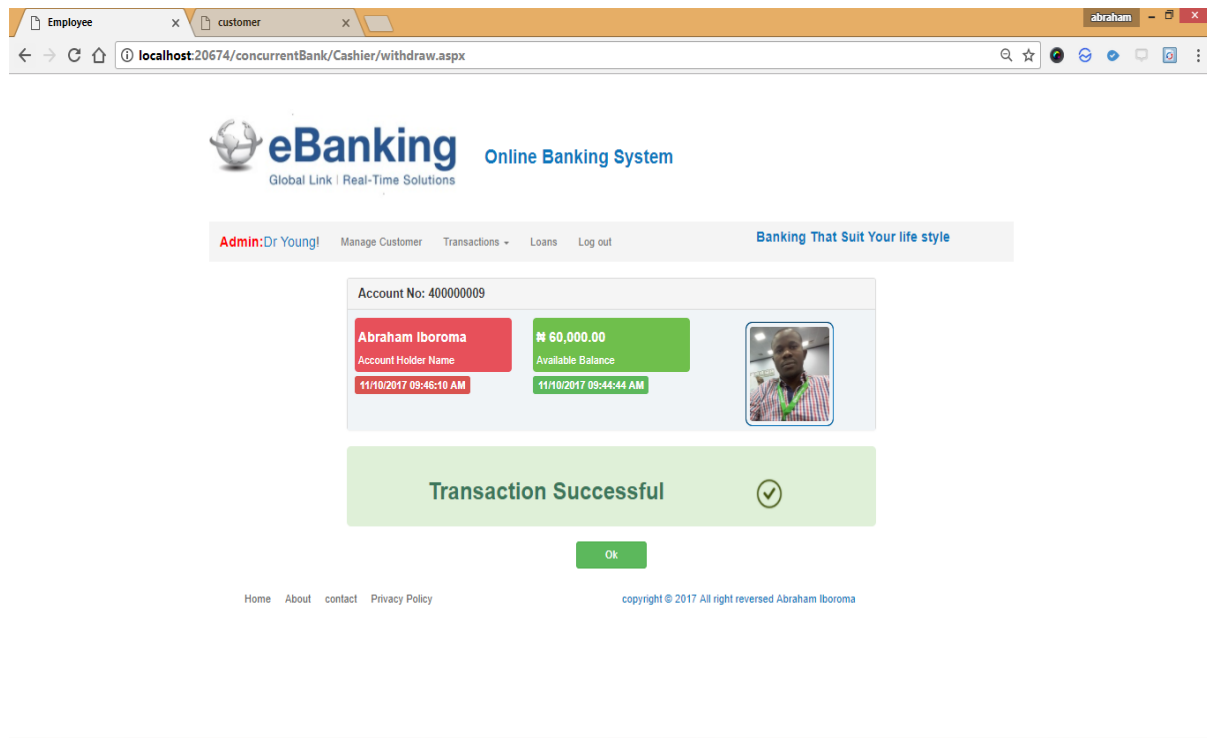 Employee x customer x abraham
localhost:20674/concurrentBank/Cashier/withdraw.aspx
eBanking
Global Link | Real-Time Solutions
Online Banking System
Admin:Dr Young! Manage Customer Transactions Loans Log out Banking That Suit Your life style
Account No: 400000009
Abraham Iboroma
Account Holder Name
11/10/2017 09:46:10 AM
₦ 60,000.00
Available Balance
11/10/2017 09:44:44 AM
Transaction Successful
Ok
Home About contact Privacy Policy copyright © 2017 All right reversed Abraham Iboroma